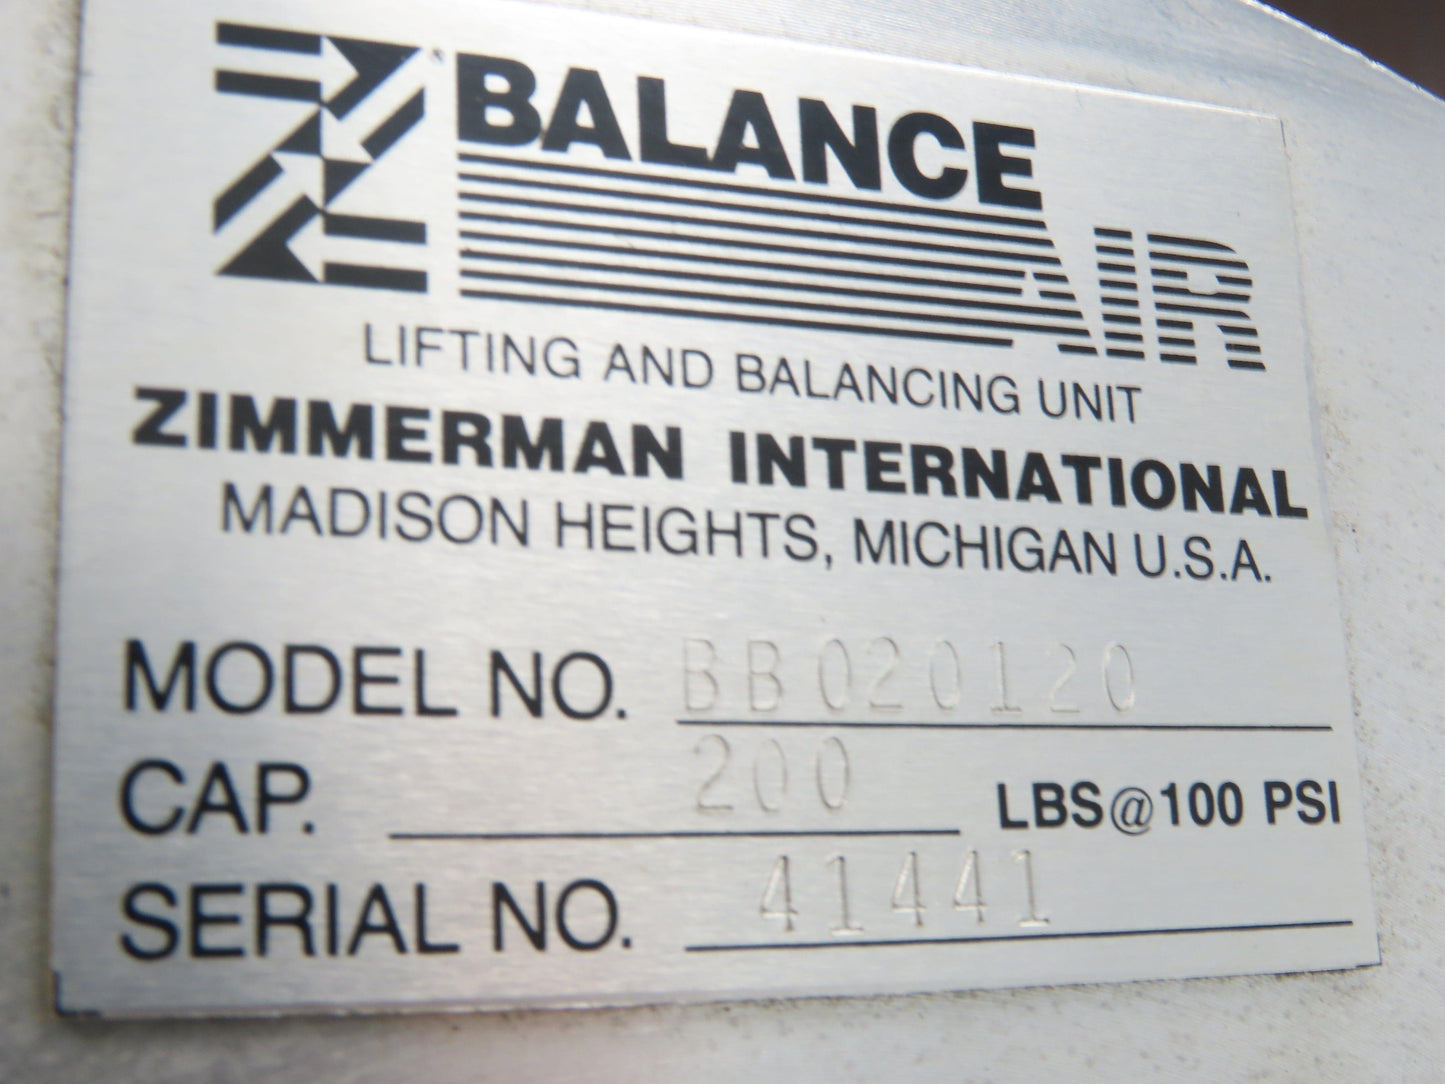 BALANCE
AIR
LIFTING AND BALANCING UNIT
ZIMMERMAN INTERNATIONAL
MADISON HEIGHTS, MICHIGAN U.S.A.
MODEL NO. BB020120
CAP. 200 LBS@100 PSI
SERIAL NO. 41441